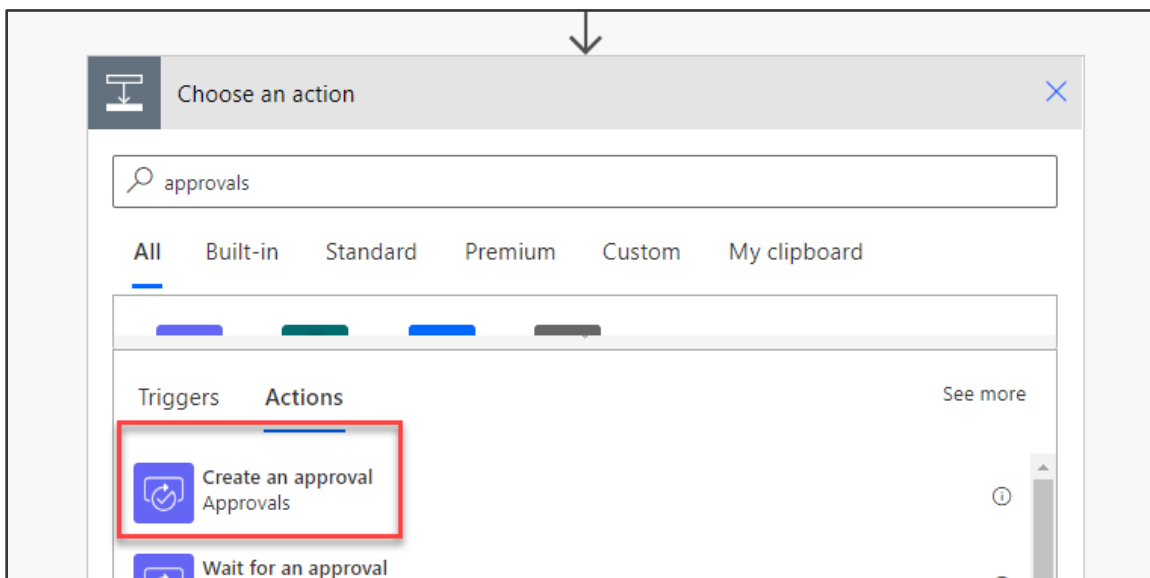 Choose an action
approvals
All Built-in Standard Premium Custom My clipboard
Triggers Actions See more
Create an approval
Approvals
Wait for an approval